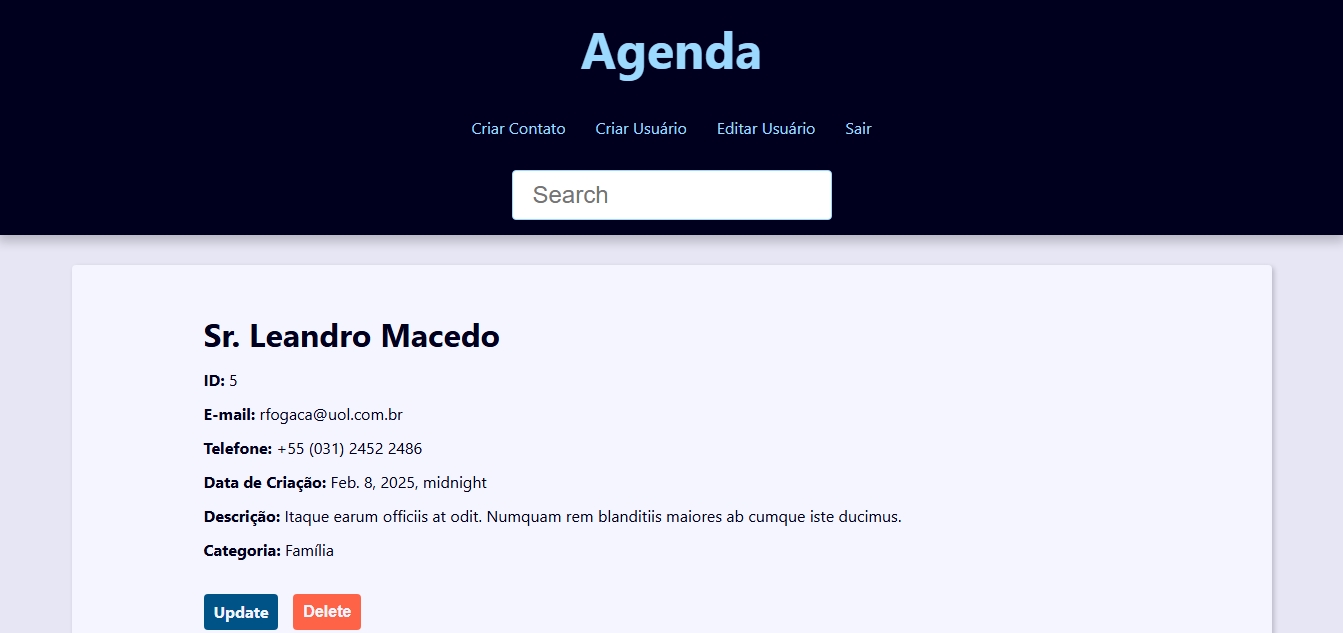 Agenda
Criar Contato Criar Usuário Editar Usuário Sair
Search
Sr. Leandro Macedo
ID: 5
E-mail: rfogaca@uol.com.br
Telefone: +55 (031) 2452 2486
Data de Criação: Feb. 8, 2025, midnight
Descrição: Itaque earum officiis at odit. Numquam rem blanditiis maiores ab cumque iste ducimus.
Categoria: Família
Update Delete